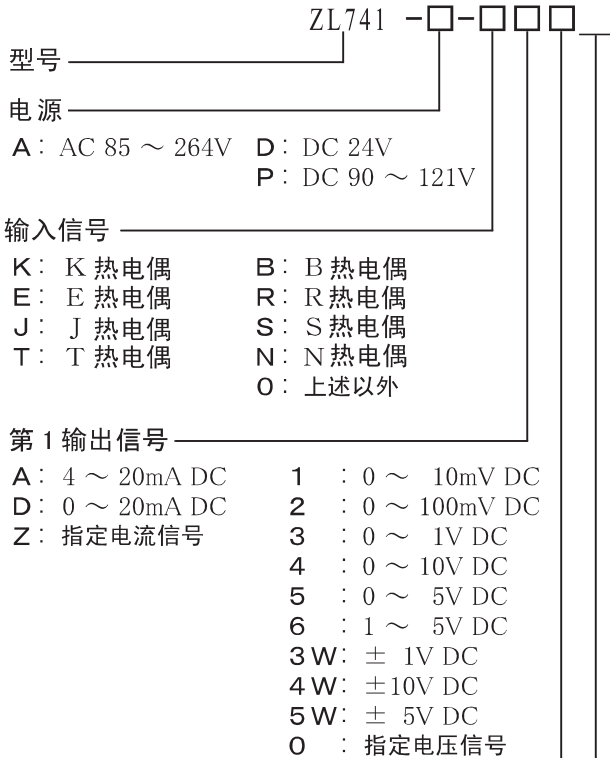 ZL741 -□-□□□
型号
电源
A： AC 85 ～ 264V D： DC 24V
P： DC 90 ～ 121V
输入信号
K： K 热电偶 B： B 热电偶
E： E 热电偶 R： R 热电偶
J： J 热电偶 S： S 热电偶
T： T 热电偶 N： N 热电偶
0： 上述以外
第 1 输出信号
A： 4 ～ 20mA DC 1 ：0 ～ 10mV DC
D： 0 ～ 20mA DC 2 ：0 ～ 100mV DC
Z： 指定电流信号 3 ：0 ～ 1V DC
4 ：0 ～ 10V DC
5 ：0 ～ 5V DC
6 ：1 ～ 5V DC
3W： ± 1V DC
4W： ±10V DC
5W： ± 5V DC
0 ：指定电压信号